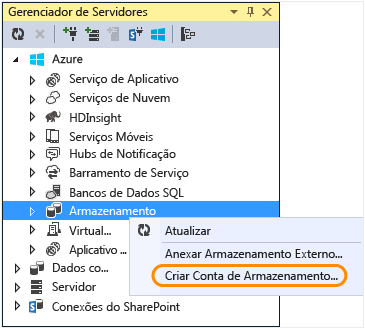 Gerenciador de Servidores
Azure
Serviço de Aplicativo
Serviços de Nuvem
HDInsight
Serviços Móveis
Hubs de Notificação
Barramento de Serviço
Bancos de Dados SQL
Armazenamento
Virtual...
Atualizar
Aplicativo ...
Anexar Armazenamento Externo...
Dados co...
Criar Conta de Armazenamento...
Servidor
Conexões do SharePoint